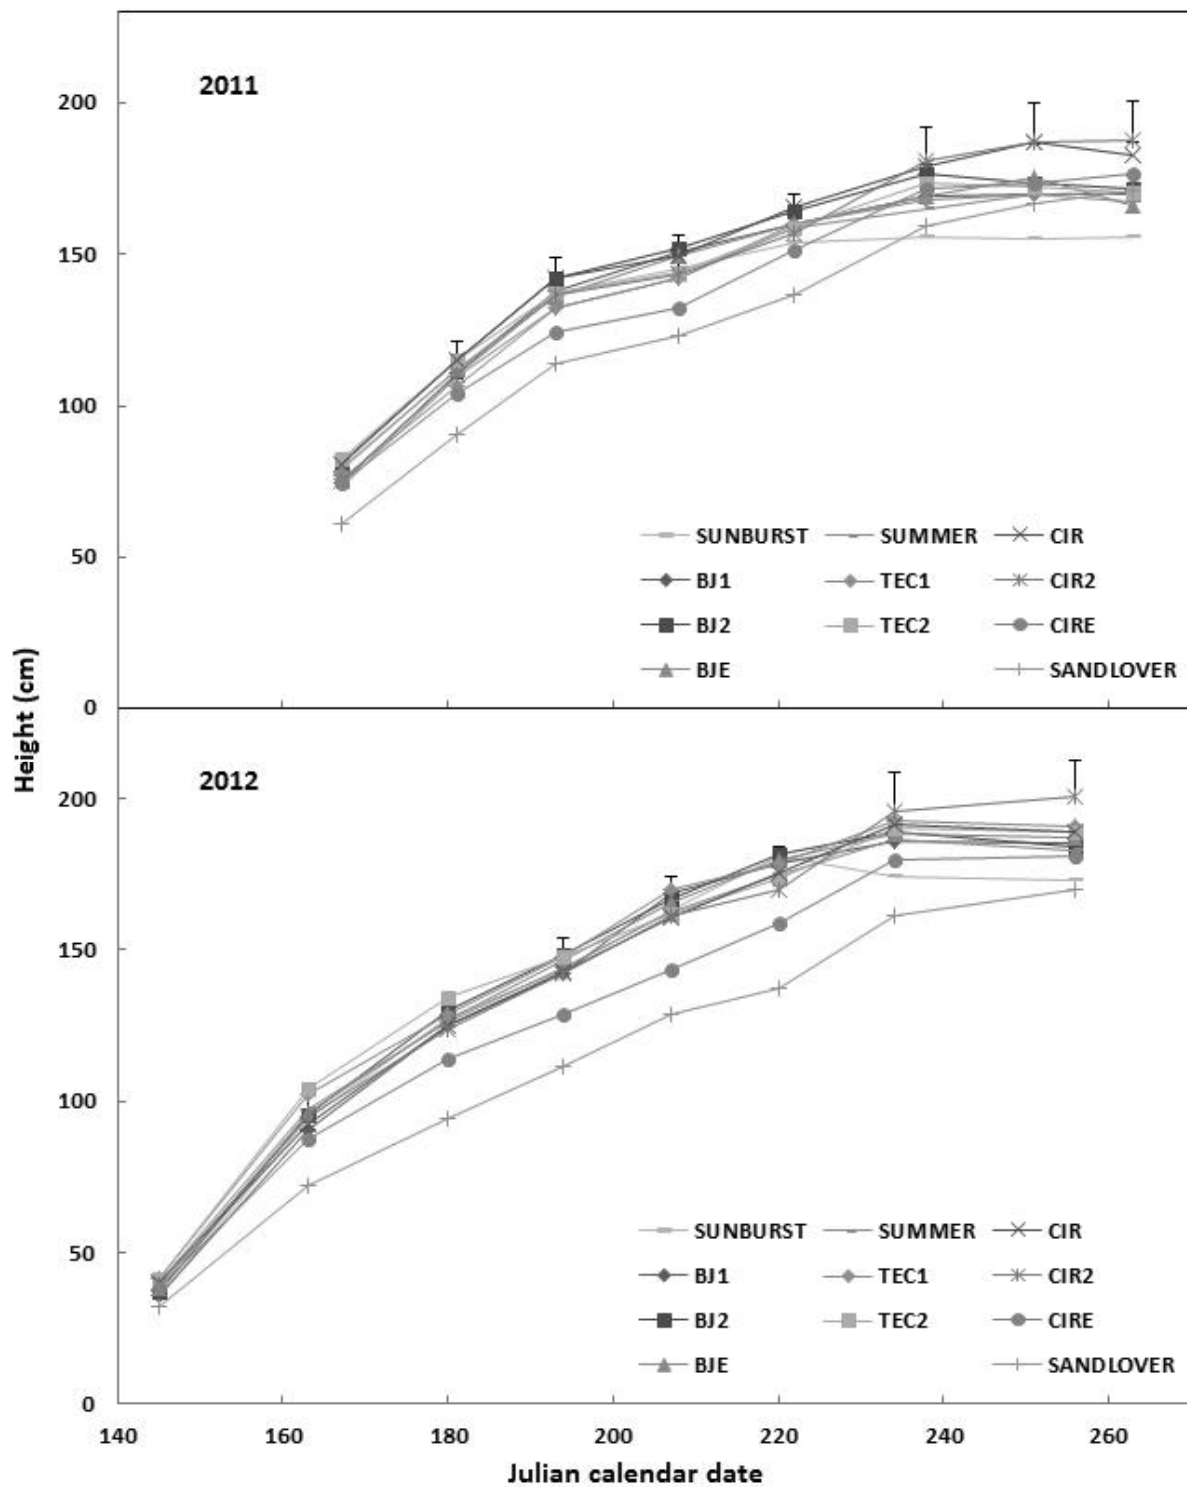 2011
200
150
100
50
0
SUNBURST SUMMER CIR
BJ1 TEC1 CIR2
BJ2 TEC2 CIRE
BJE SANDLOVER
Height (cm)
2012
200
150
100
50
0
SUNBURST SUMMER CIR
BJ1 TEC1 CIR2
BJ2 TEC2 CIRE
BJE SANDLOVER
140 160 180 200 220 240 260
Julian calendar date